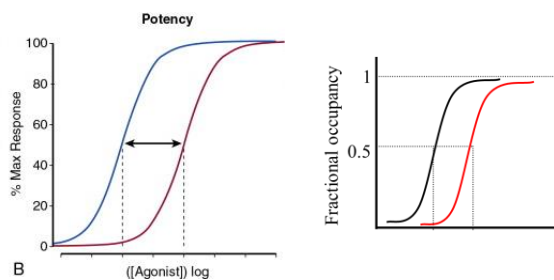 Potency
% Max Response
100
80
60
40
20
0
([Agonist]) log
B
Fractional occupancy
1
0.5